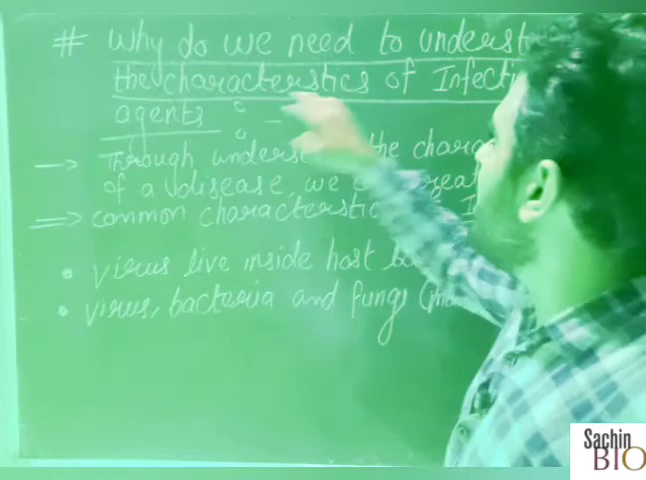 # Why do we need to underst
the characteristics of Infecti
agents :-
→ Through underst the charac
of a disease, we
⇒ common characteristic
• virus live inside host
• virus, bacteria and fungi
Sachin
BIO